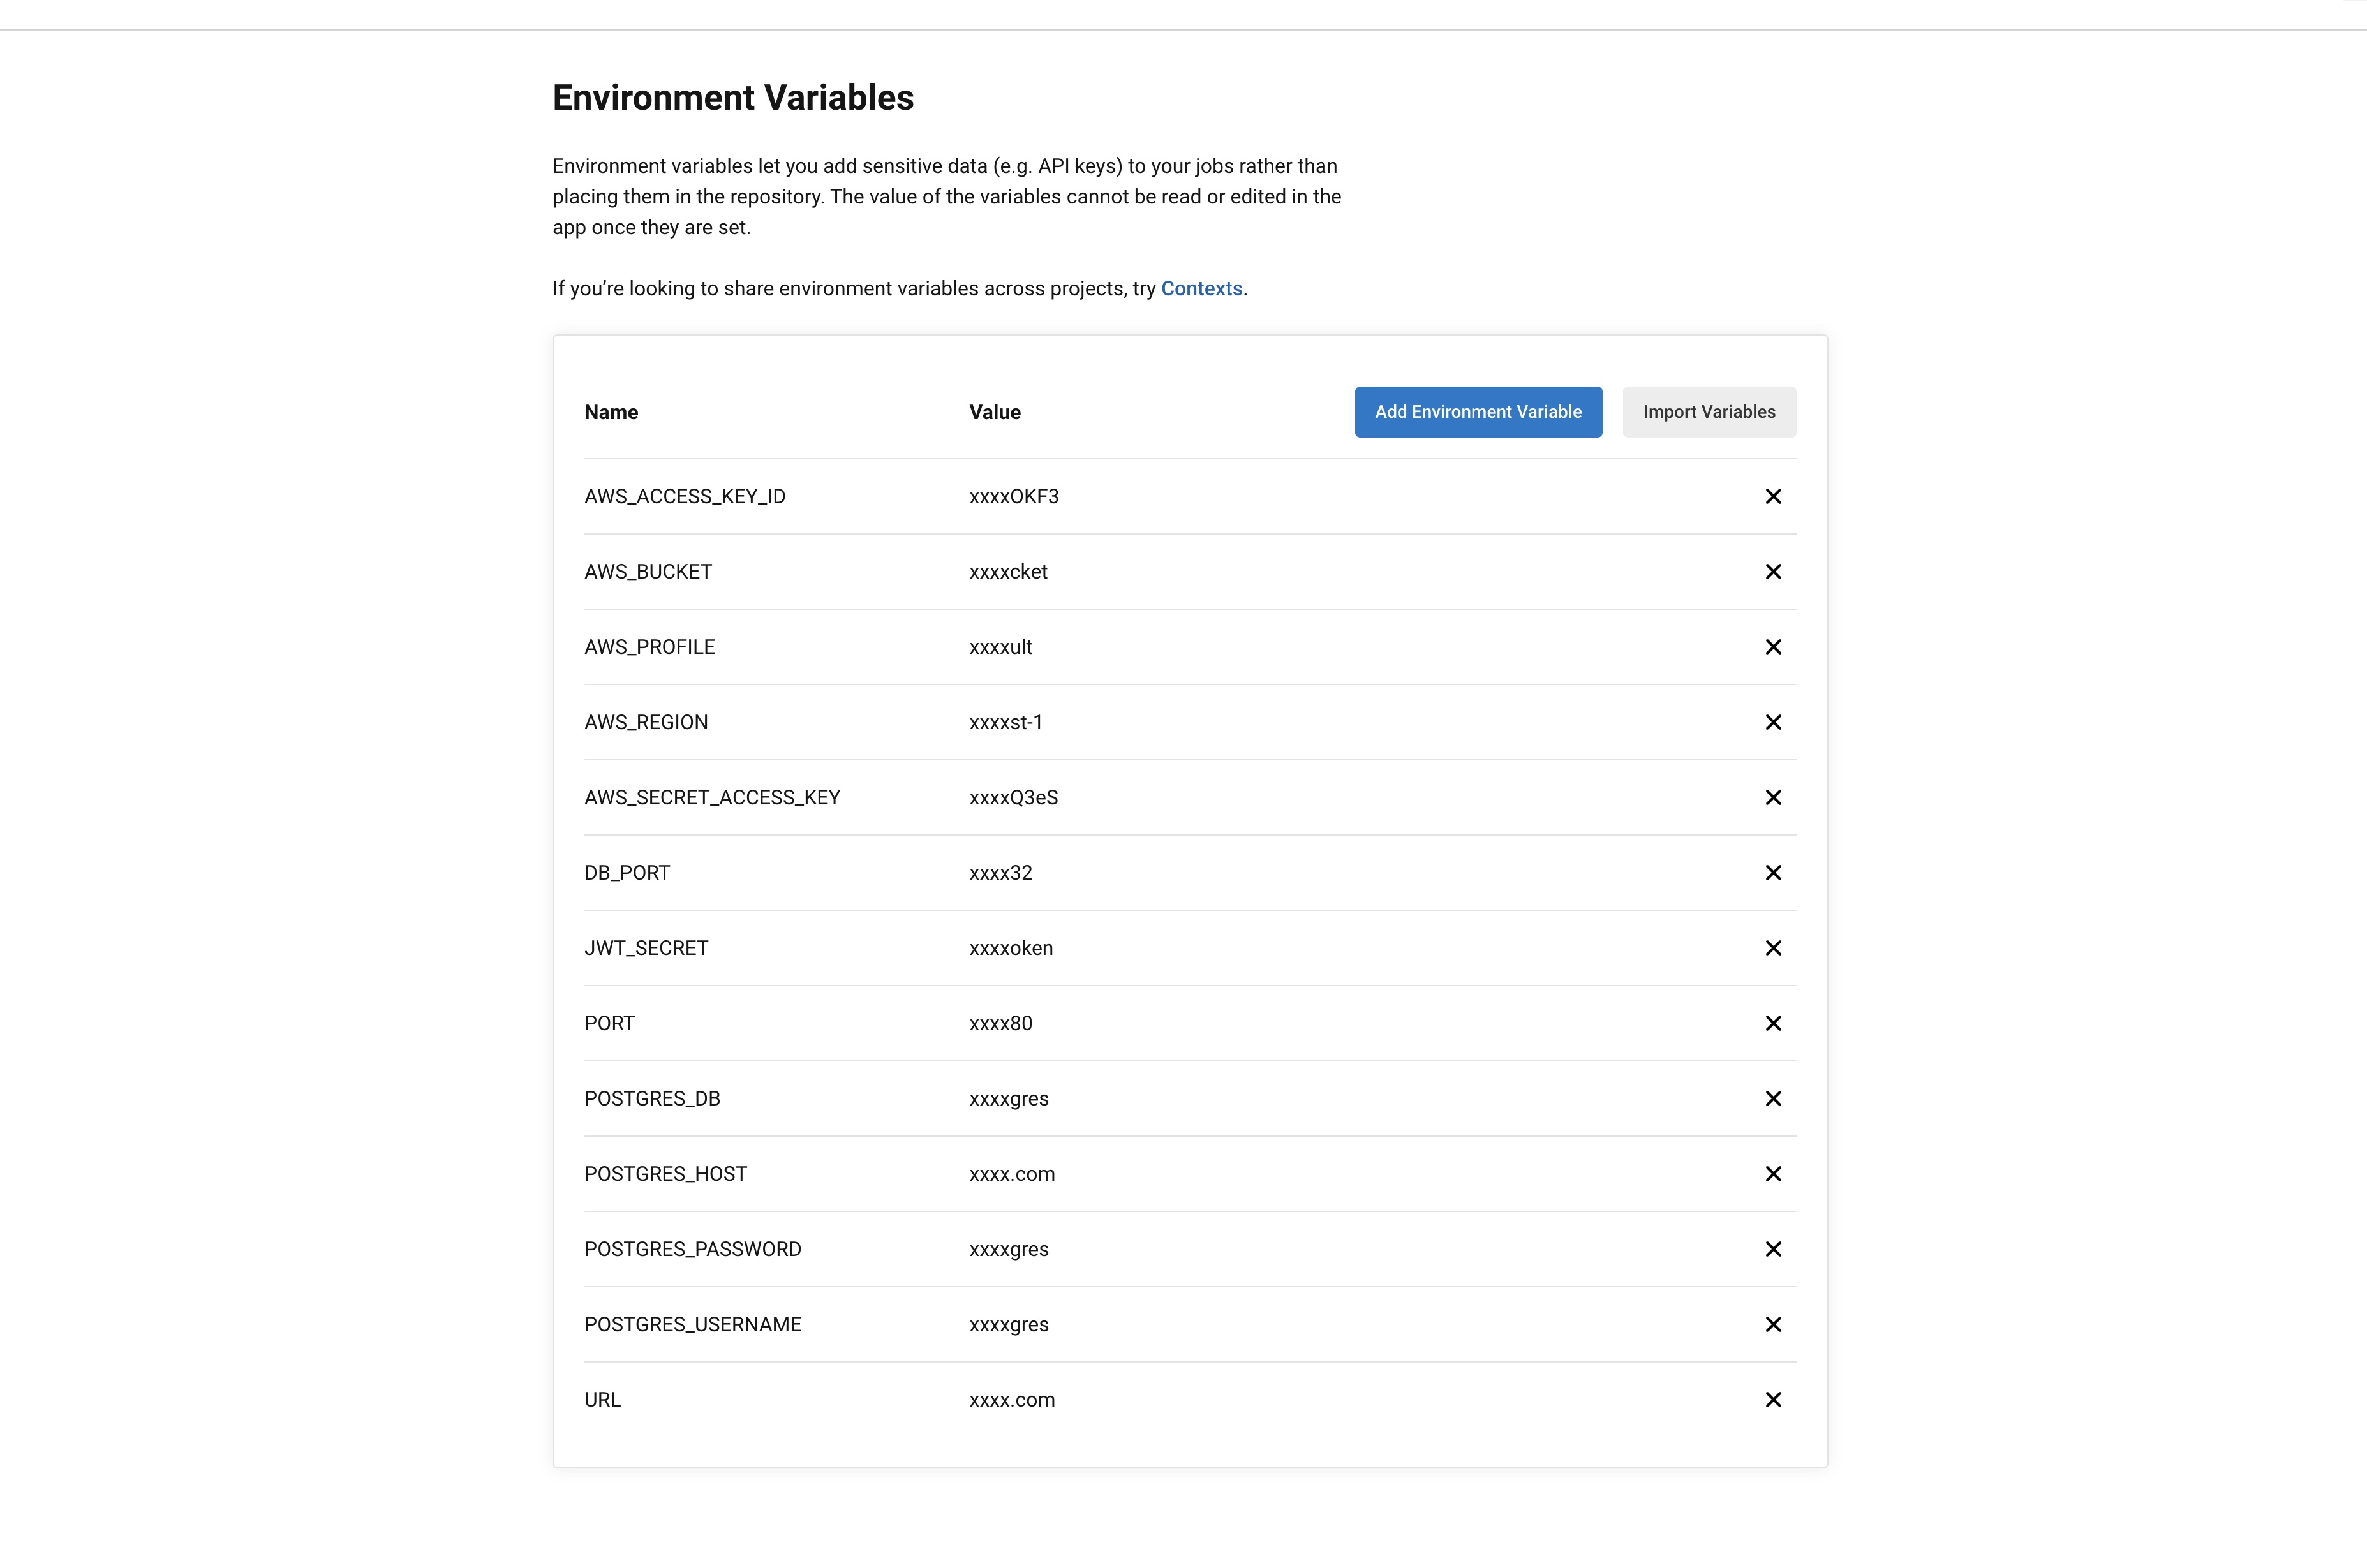 Environment Variables
Environment variables let you add sensitive data (e.g. API keys) to your jobs rather than
placing them in the repository. The value of the variables cannot be read or edited in the
app once they are set.
If you’re looking to share environment variables across projects, try Contexts.
Name Value Add Environment Variable Import Variables
AWS_ACCESS_KEY_ID xxxxOKF3
AWS_BUCKET xxxxcket
AWS_PROFILE xxxxult
AWS_REGION xxxxst-1
AWS_SECRET_ACCESS_KEY xxxxQ3eS
DB_PORT xxxx32
JWT_SECRET xxxxoken
PORT xxxx80
POSTGRES_DB xxxxgres
POSTGRES_HOST xxxx.com
POSTGRES_PASSWORD xxxxgres
POSTGRES_USERNAME xxxxgres
URL xxxx.com